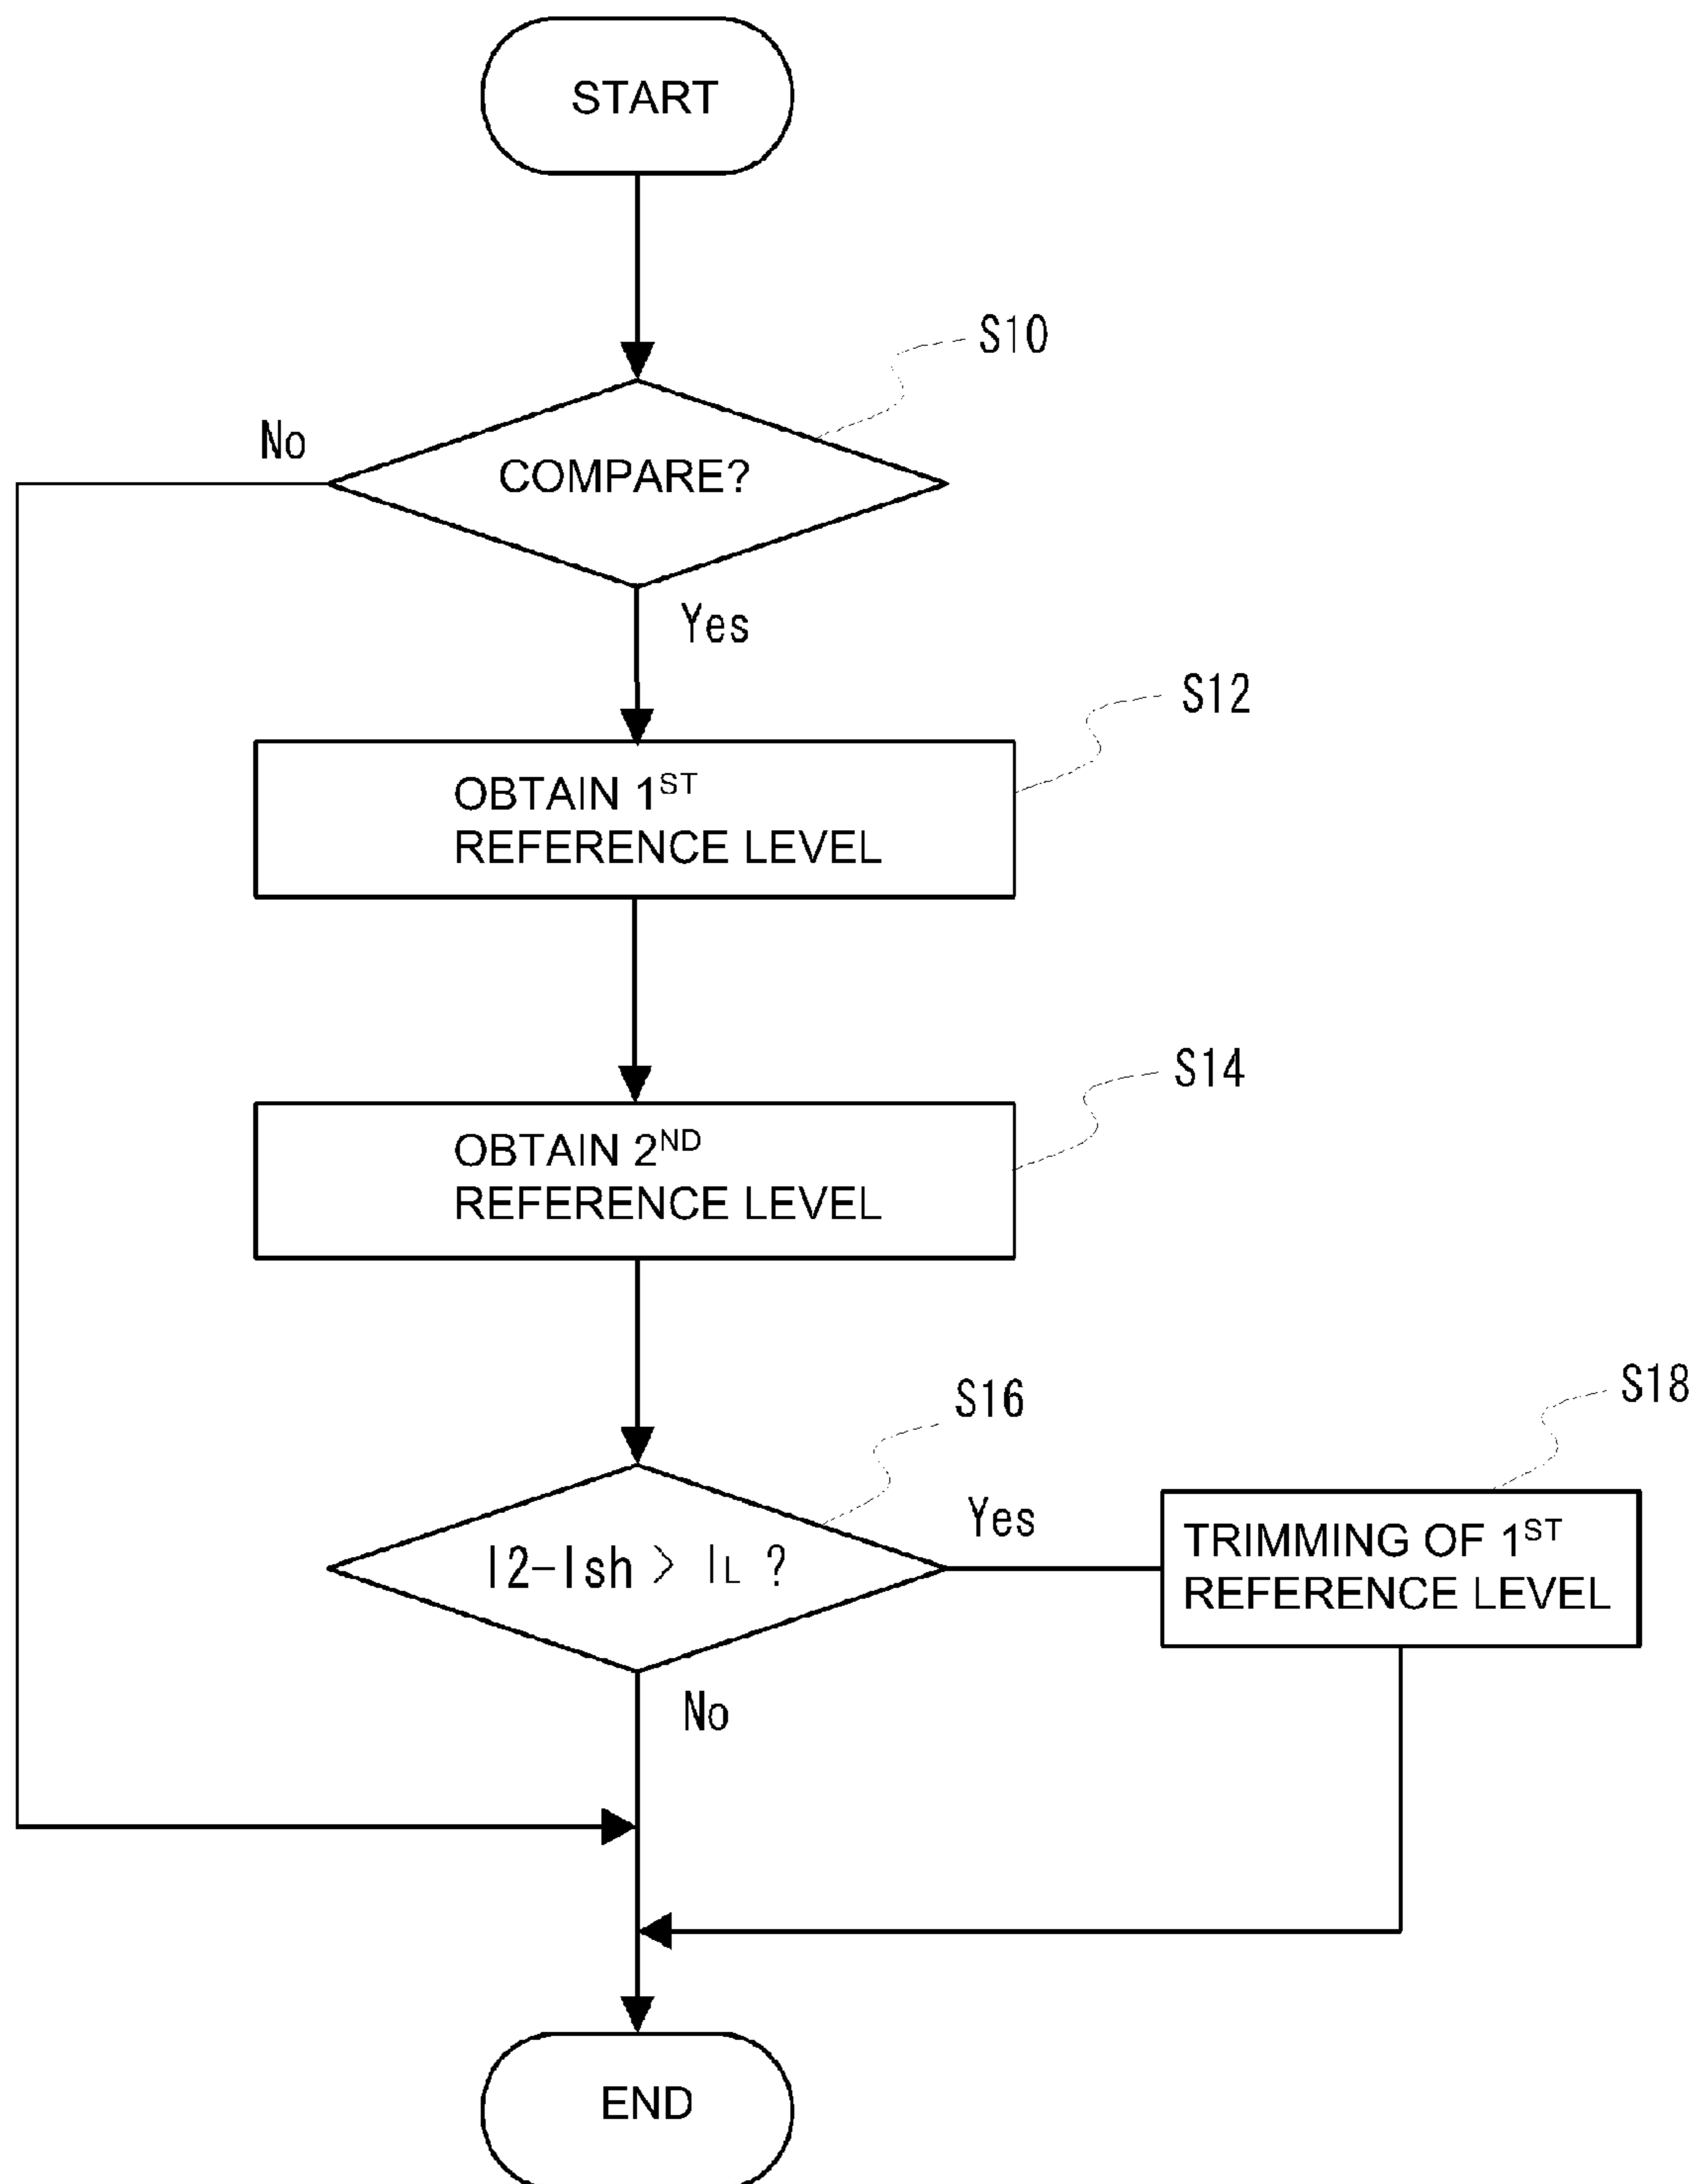 START
S10
No
COMPARE?
Yes
S12
OBTAIN 1ST
REFERENCE LEVEL
S14
OBTAIN 2ND
REFERENCE LEVEL
S16
S18
Yes
I2-Ish > IL ?
TRIMMING OF 1ST
REFERENCE LEVEL
No
END